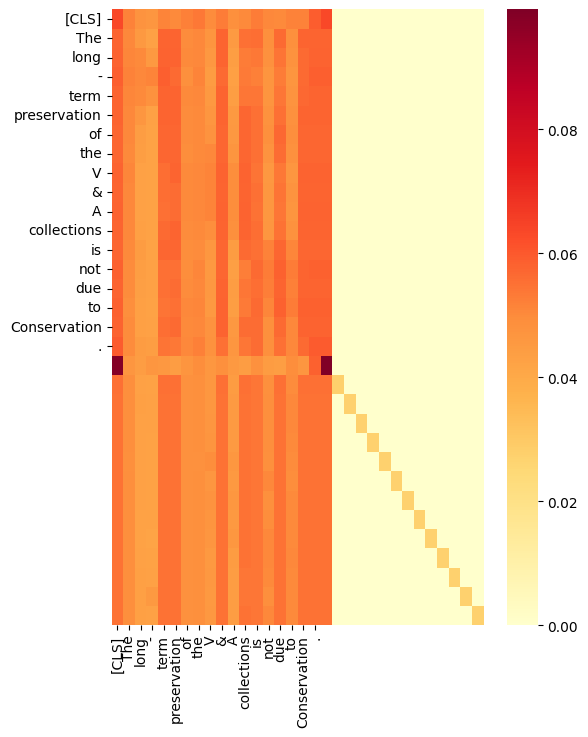 [CLS]
The
long
-
term
preservation
of
the
V
&
A
collections
is
not
due
to
Conservation
.
0.08
0.06
0.04
0.02
0.00
[CLS]
The
long
-
term
preservation
of
the
V
&
A
collections
is
not
due
to
Conservation
.